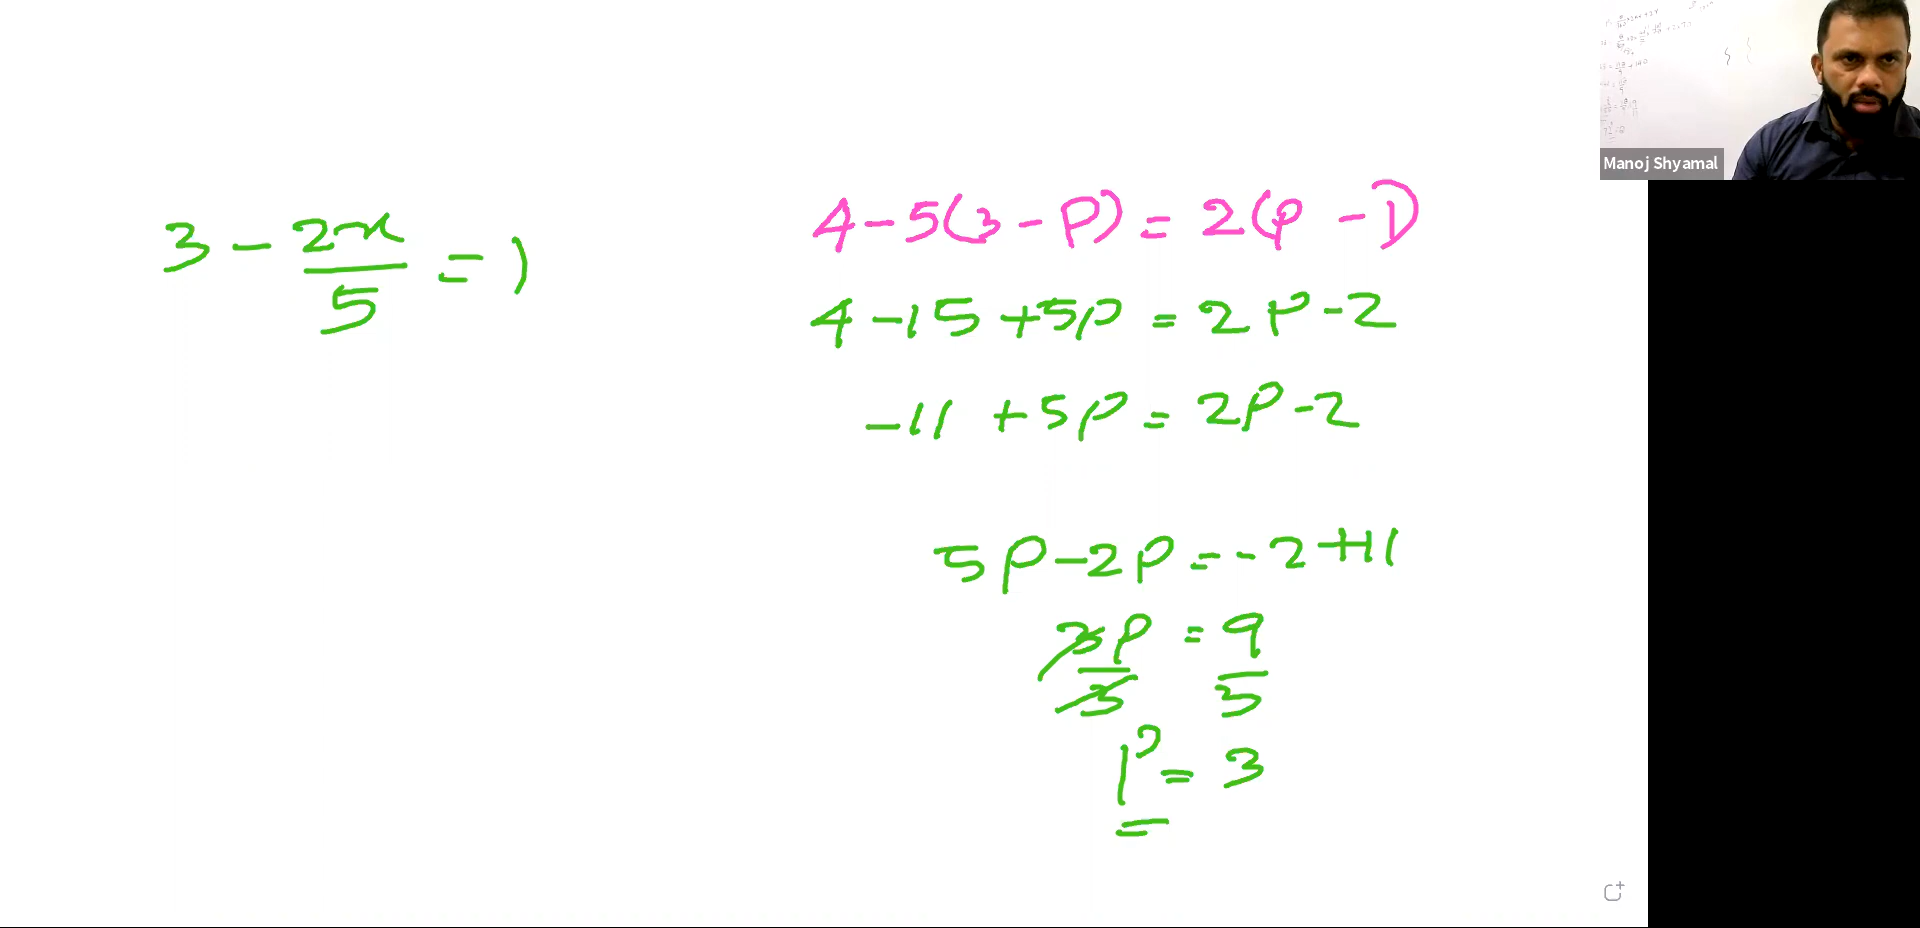 3 - 2x/5 = 1
4-5(3-P) = 2(P-1)
4-15+5P = 2P-2
-11+5P = 2P-2
5P-2P = -2+11
3P/3 = 9/3
P = 3
Manoj Shyamal